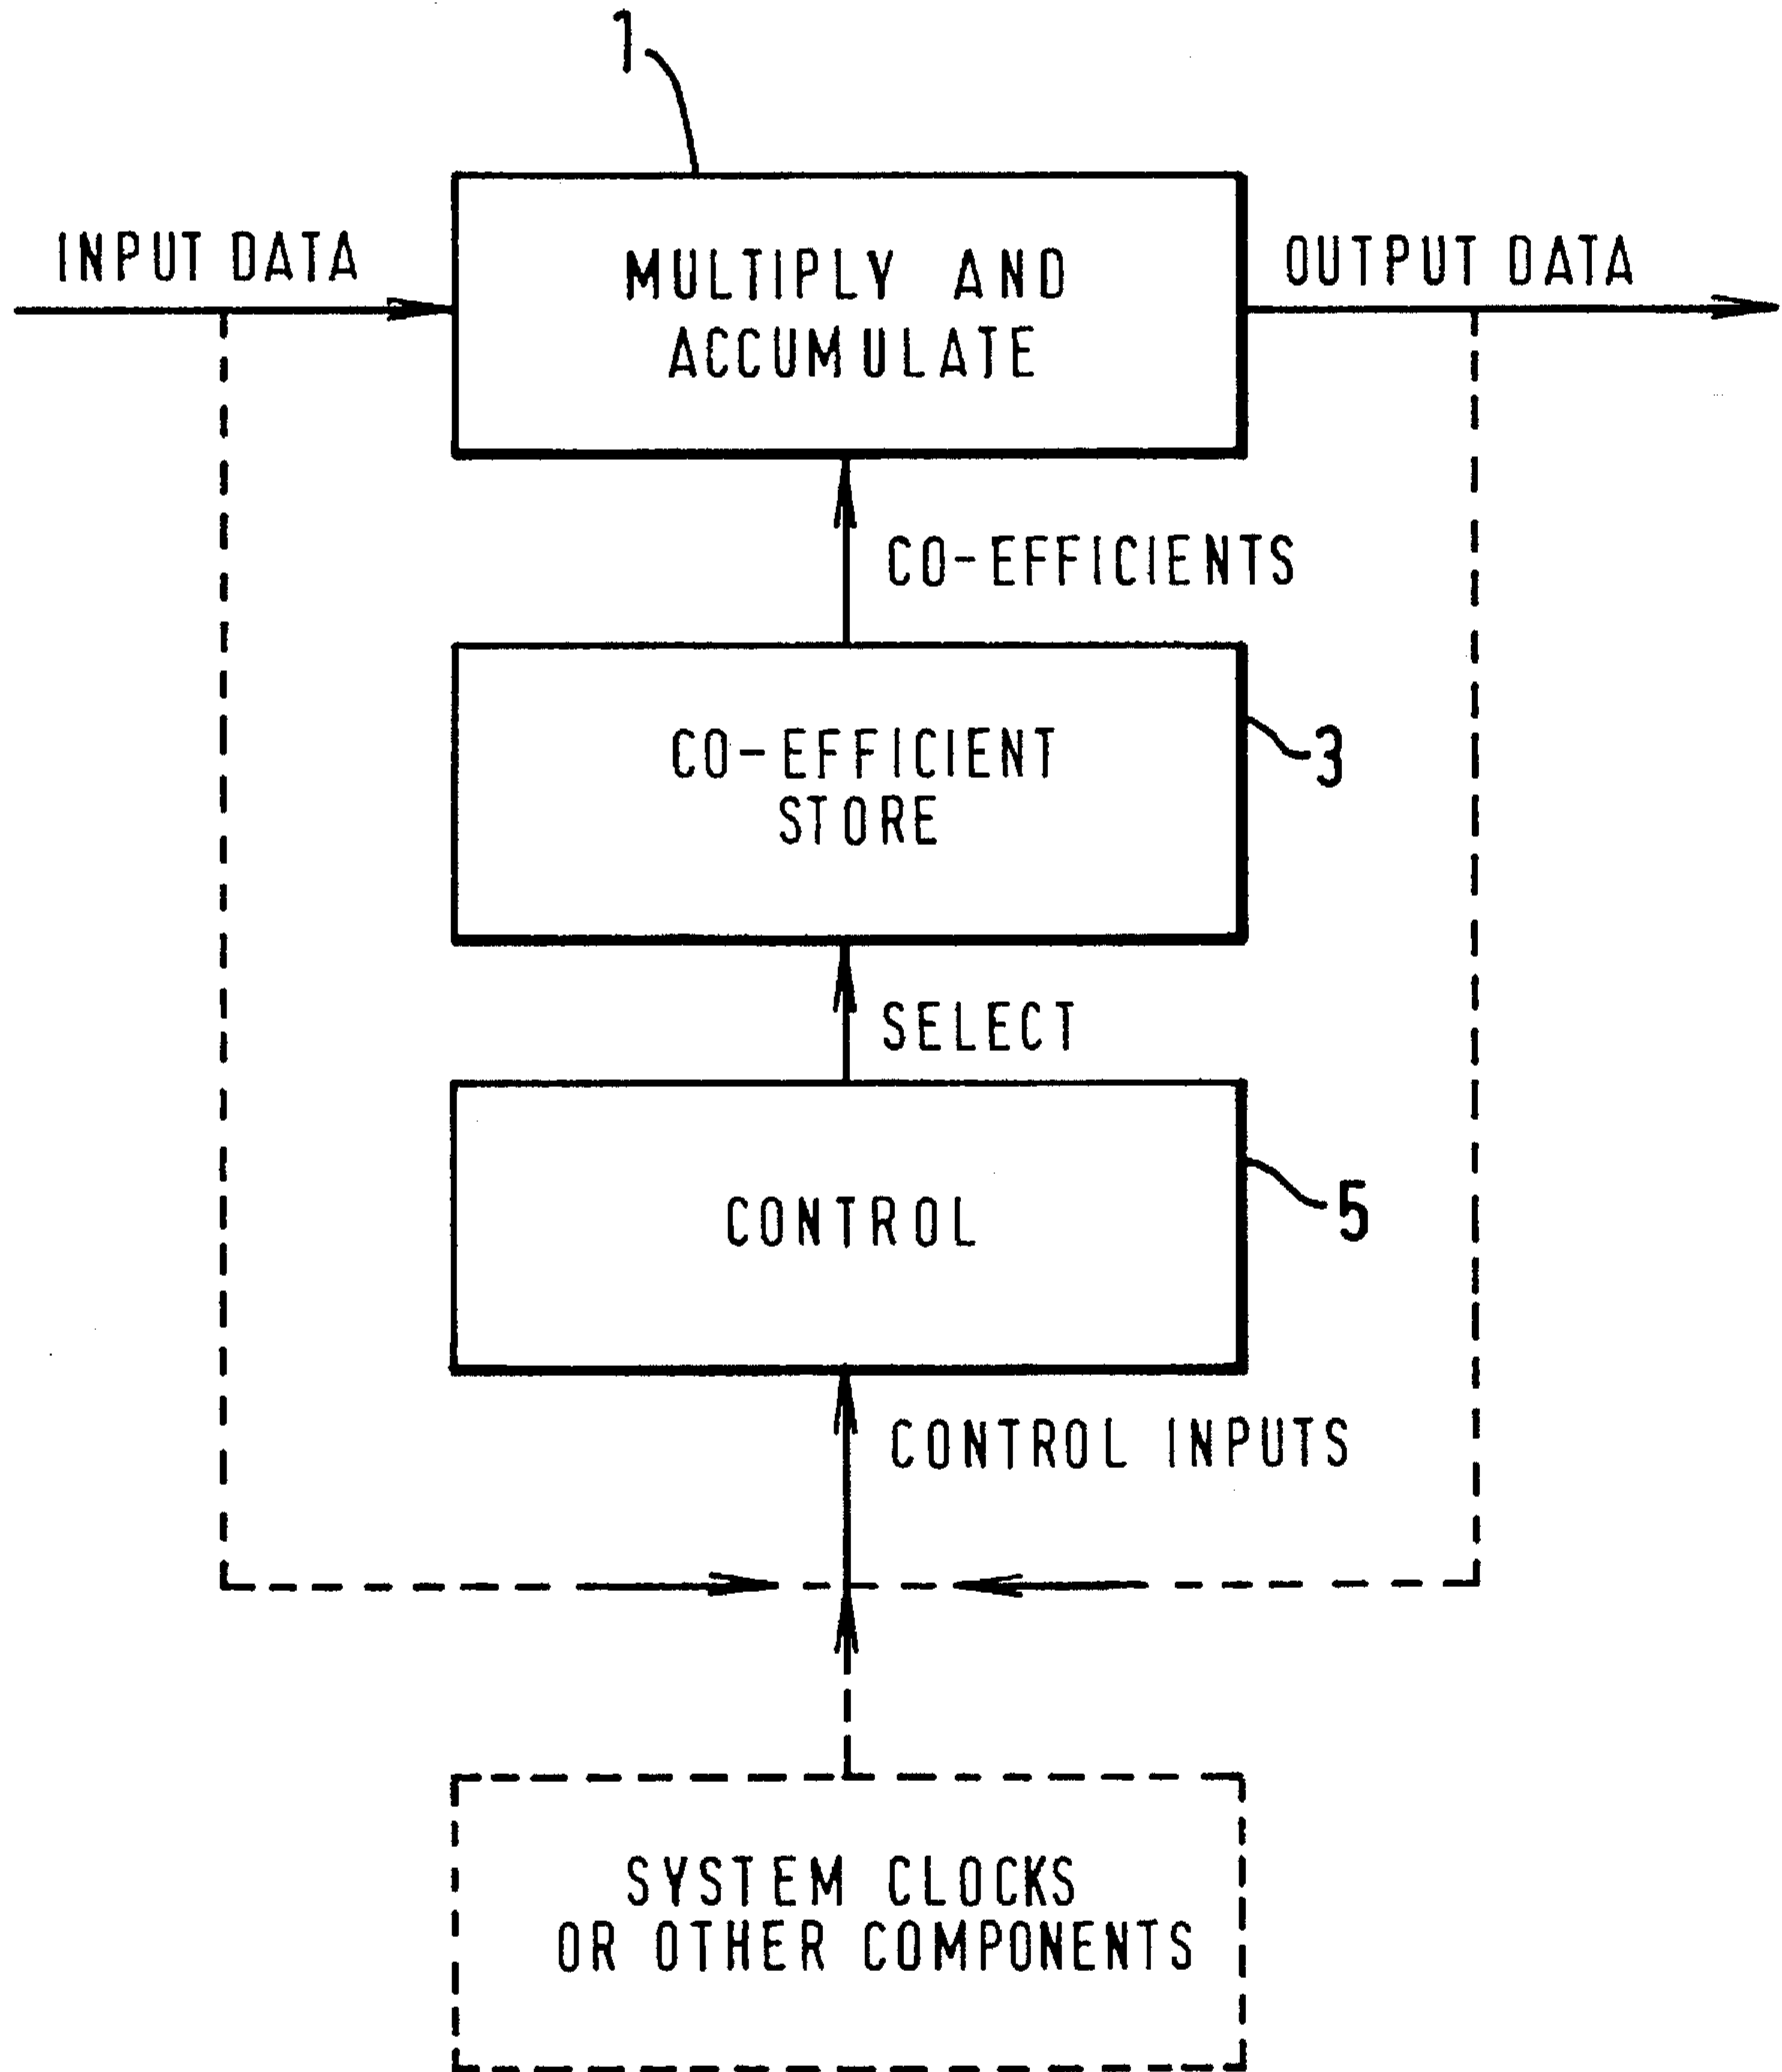 1
INPUT DATA
MULTIPLY AND
ACCUMULATE
OUTPUT DATA
CO-EFFICIENTS
CO-EFFICIENT
STORE
3
SELECT
CONTROL
5
CONTROL INPUTS
SYSTEM CLOCKS
OR OTHER COMPONENTS